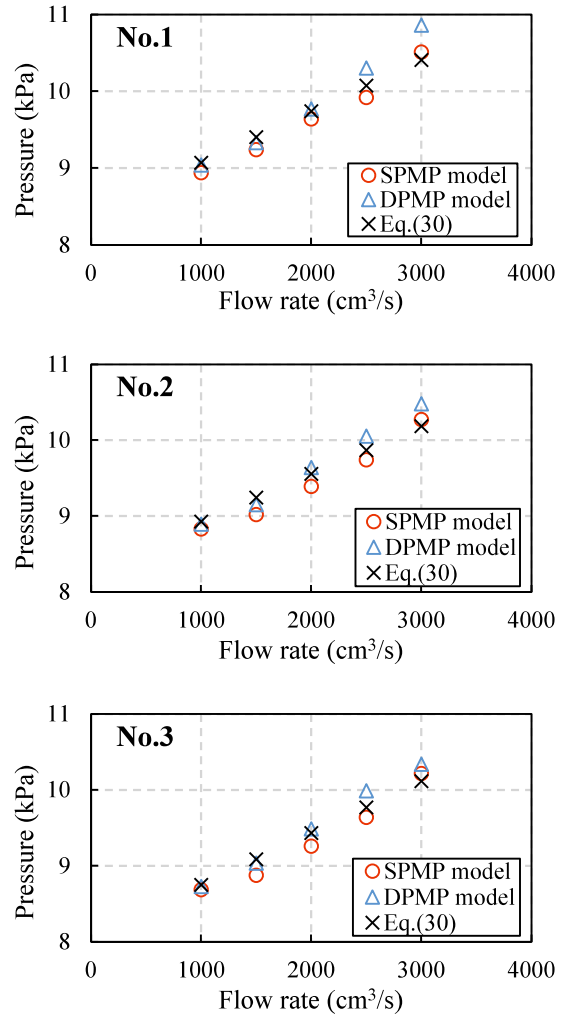 No.1
Pressure (kPa)
11
10
9
8
SPMP model
DPMP model
Eq.(30)
0 1000 2000 3000 4000
Flow rate (cm³/s)
No.2
Pressure (kPa)
11
10
9
8
SPMP model
DPMP model
Eq.(30)
0 1000 2000 3000 4000
Flow rate (cm³/s)
No.3
Pressure (kPa)
11
10
9
8
SPMP model
DPMP model
Eq.(30)
0 1000 2000 3000 4000
Flow rate (cm³/s)